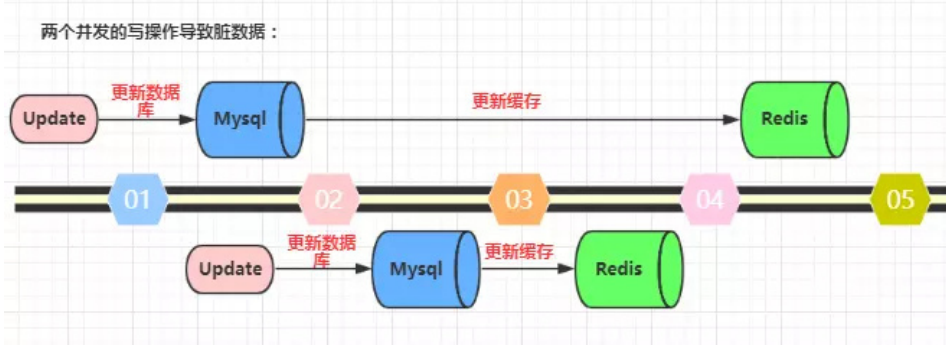 两个并发的写操作导致脏数据：
更新数据
库
更新缓存
Update
Mysql
Redis
01
02
03
04
05
更新数据
库
更新缓存
Update
Mysql
Redis